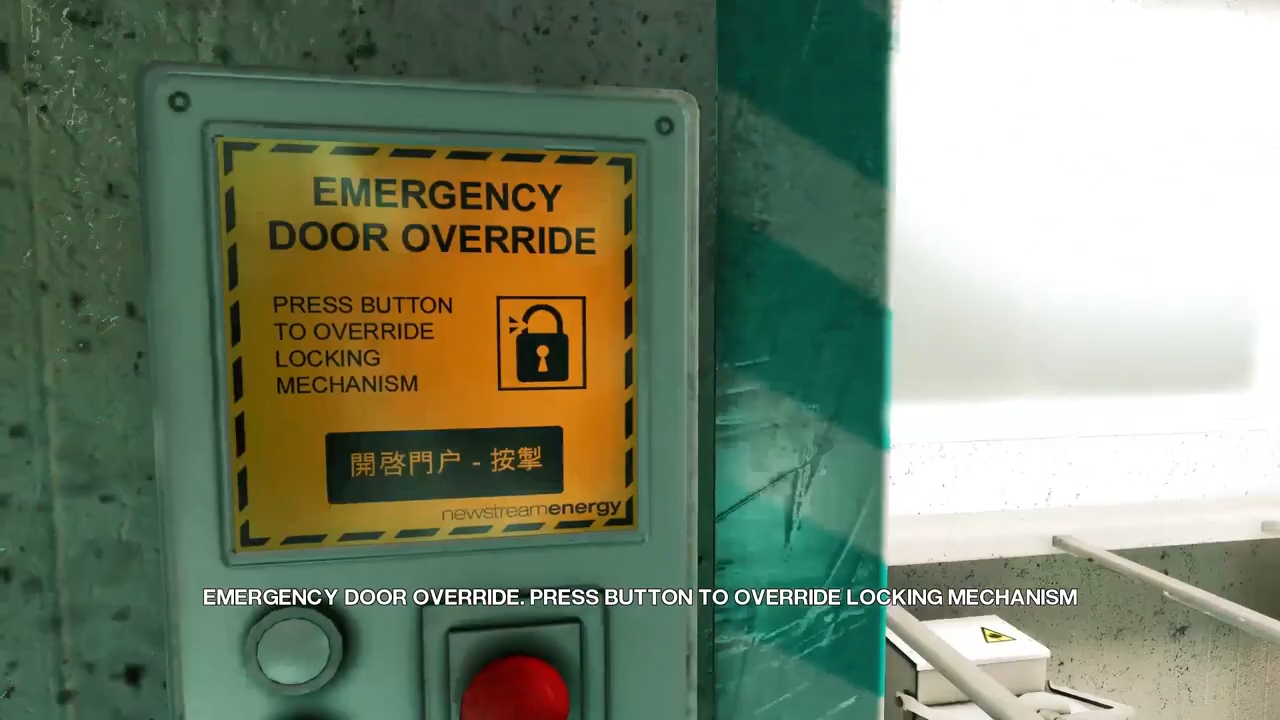 EMERGENCY
DOOR OVERRIDE
PRESS BUTTON
TO OVERRIDE
LOCKING
MECHANISM
開啓門户 - 按掣
newstreamenergy
EMERGENCY DOOR OVERRIDE. PRESS BUTTON TO OVERRIDE LOCKING MECHANISM